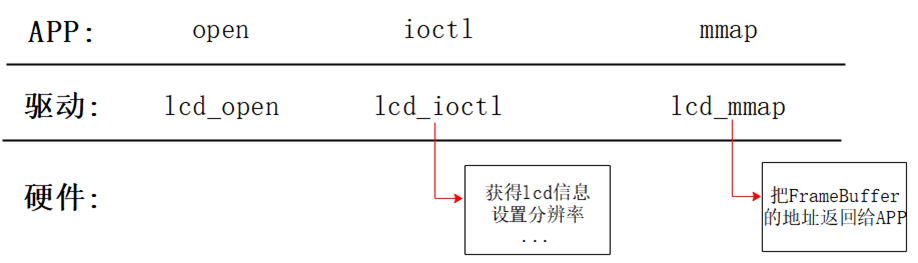 APP: open ioctl mmap
驱动: lcd_open lcd_ioctl lcd_mmap
硬件:
获得lcd信息
设置分辨率
...
把FrameBuffer
的地址返回给APP